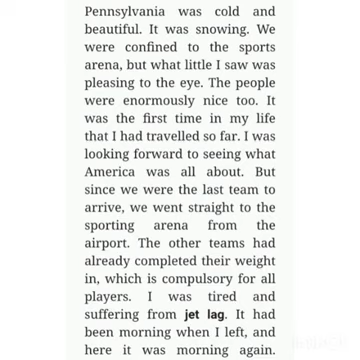 Pennsylvania was cold and
beautiful. It was snowing. We
were confined to the sports
arena, but what little I saw was
pleasing to the eye. The people
were enormously nice too. It
was the first time in my life
that I had travelled so far. I was
looking forward to seeing what
America was all about. But
since we were the last team to
arrive, we went straight to the
sporting arena from the
airport. The other teams had
already completed their weight
in, which is compulsory for all
players. I was tired and
suffering from jet lag. It had
been morning when I left, and
here it was morning again.